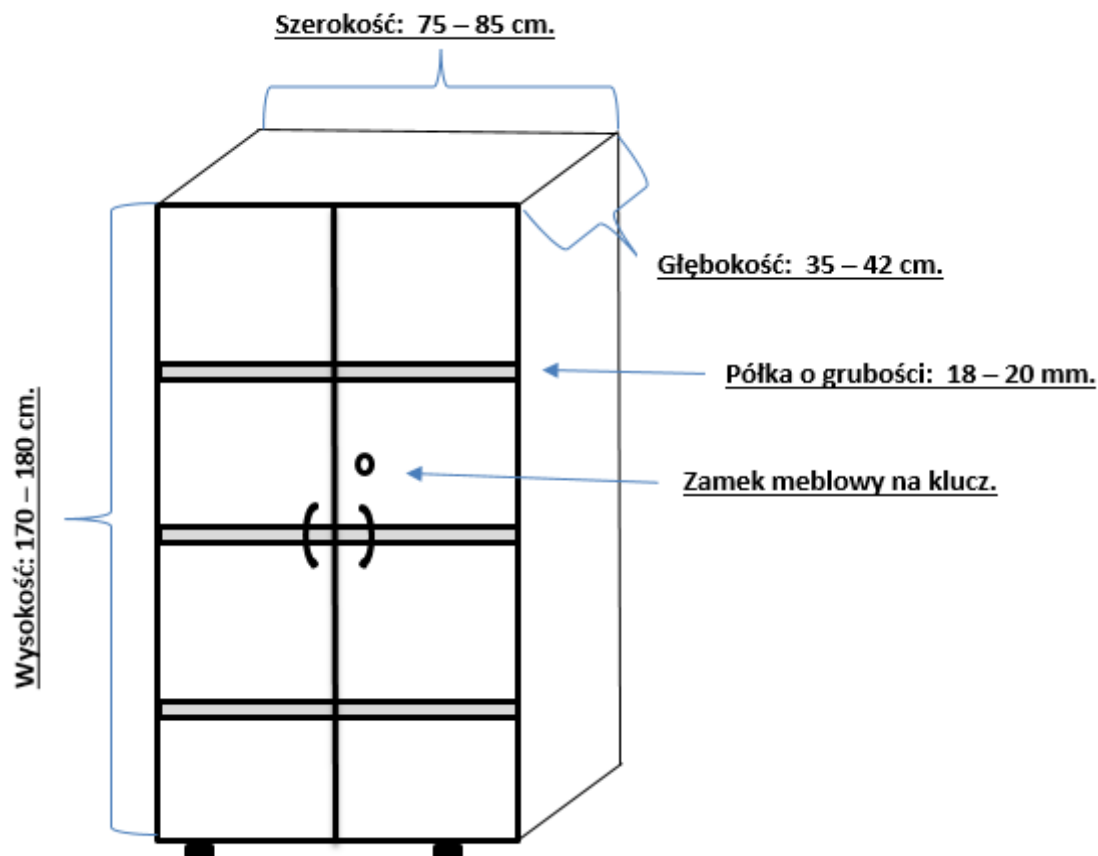 Szerokość: 75 – 85 cm.
Głębokość: 35 – 42 cm.
Półka o grubości: 18 – 20 mm.
Zamek meblowy na klucz.
Wysokość: 170 – 180 cm.